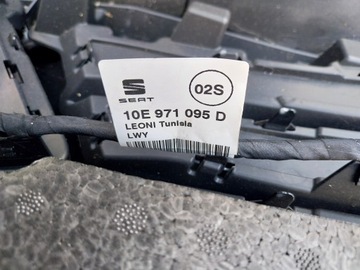 SEAT
02S
10E 971 095 D
LEONI Tunisia
LWY